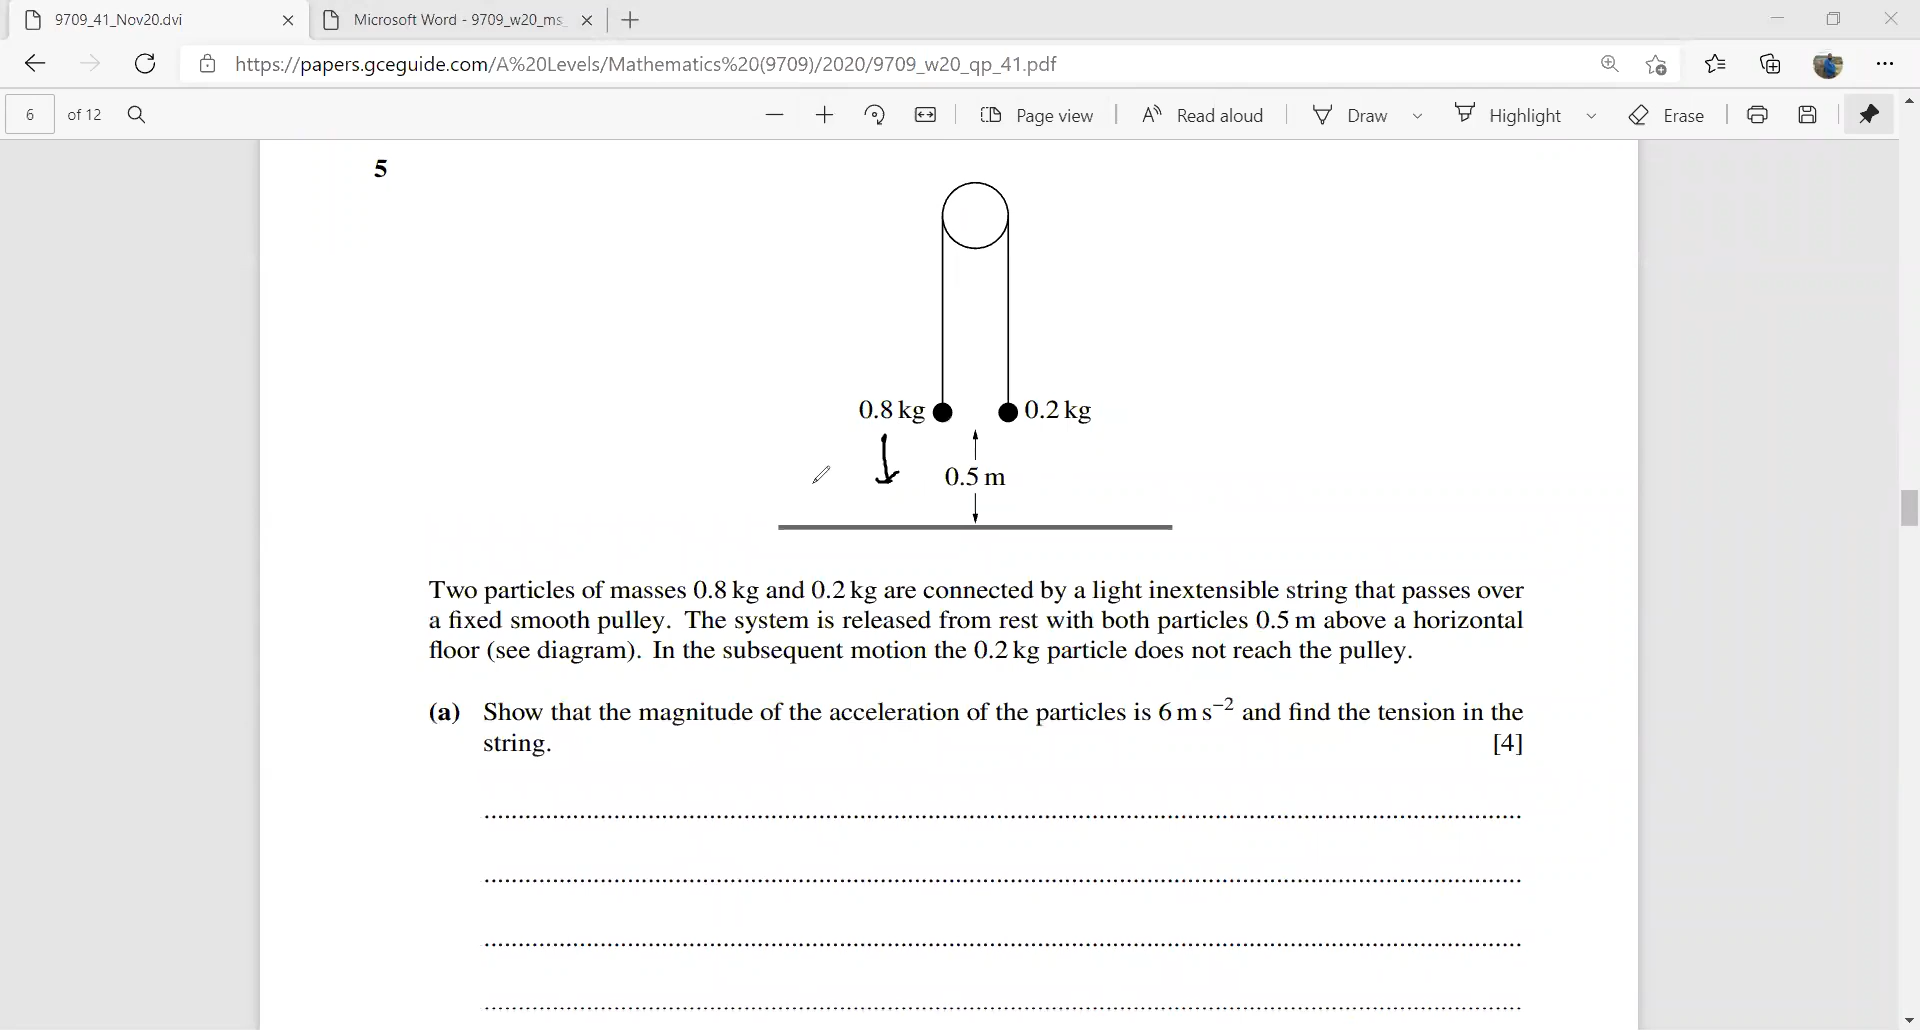 9709_41_Nov20.dvi
Microsoft Word - 9709_w20_ms_
https://papers.gceguide.com/A%20Levels/Mathematics%20(9709)/2020/9709_w20_qp_41.pdf
6 of 12
Page view
Read aloud
Draw
Highlight
Erase
5
0.8 kg
0.2 kg
0.5 m
Two particles of masses 0.8 kg and 0.2 kg are connected by a light inextensible string that passes over
a fixed smooth pulley. The system is released from rest with both particles 0.5 m above a horizontal
floor (see diagram). In the subsequent motion the 0.2 kg particle does not reach the pulley.
(a) Show that the magnitude of the acceleration of the particles is 6 m s⁻² and find the tension in the
string. [4]